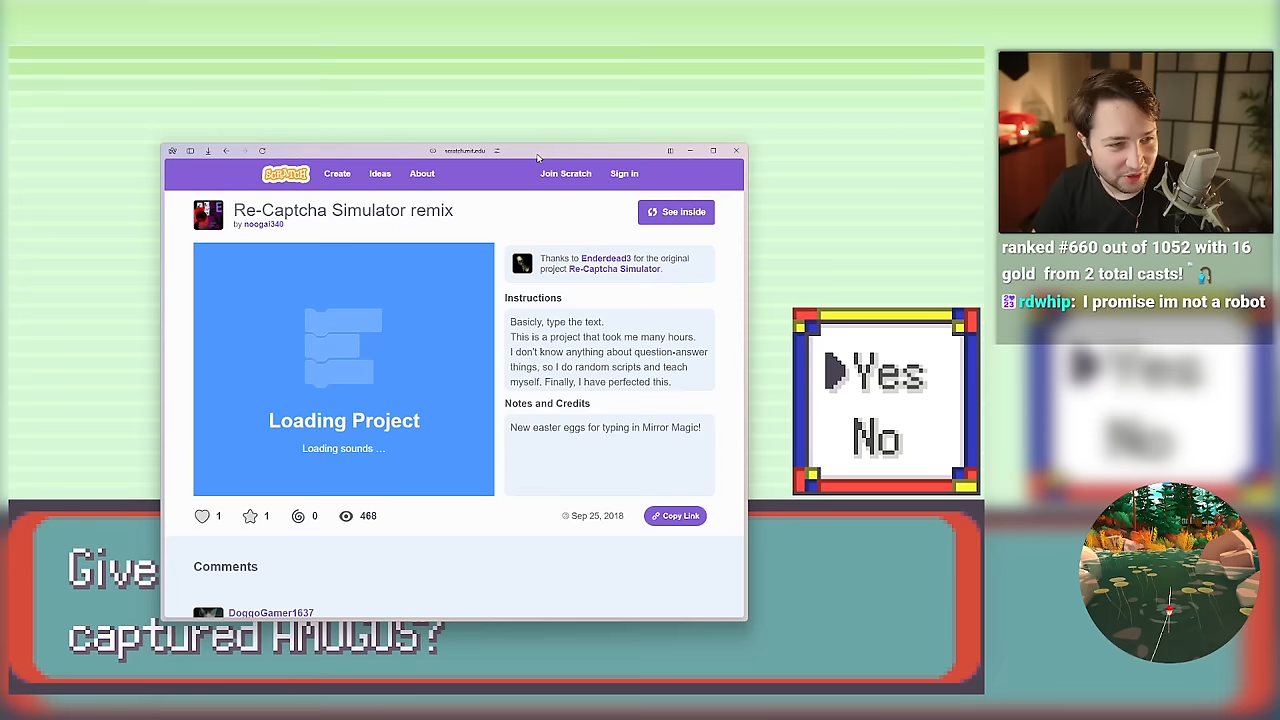 scratch.mit.edu
SCRATCH
Create
Ideas
About
Join Scratch
Sign in
Re-Captcha Simulator remix
by noogai340
See inside
Thanks to Enderdead3 for the original
project Re-Captcha Simulator.
Instructions
Basicly, type the text.
This is a project that took me many hours.
I don't know anything about question-answer
things, so I do random scripts and teach
myself. Finally, I have perfected this.
Notes and Credits
New easter eggs for typing in Mirror Magic!
Loading Project
Loading sounds …
1
1
0
468
© Sep 25, 2018
Copy Link
Comments
DoggoGamer1637
Give
captured AMOGUS?
Yes
No
ranked #660 out of 1052 with 16
gold from 2 total casts!
rdwhip: I promise im not a robot
Yes
No